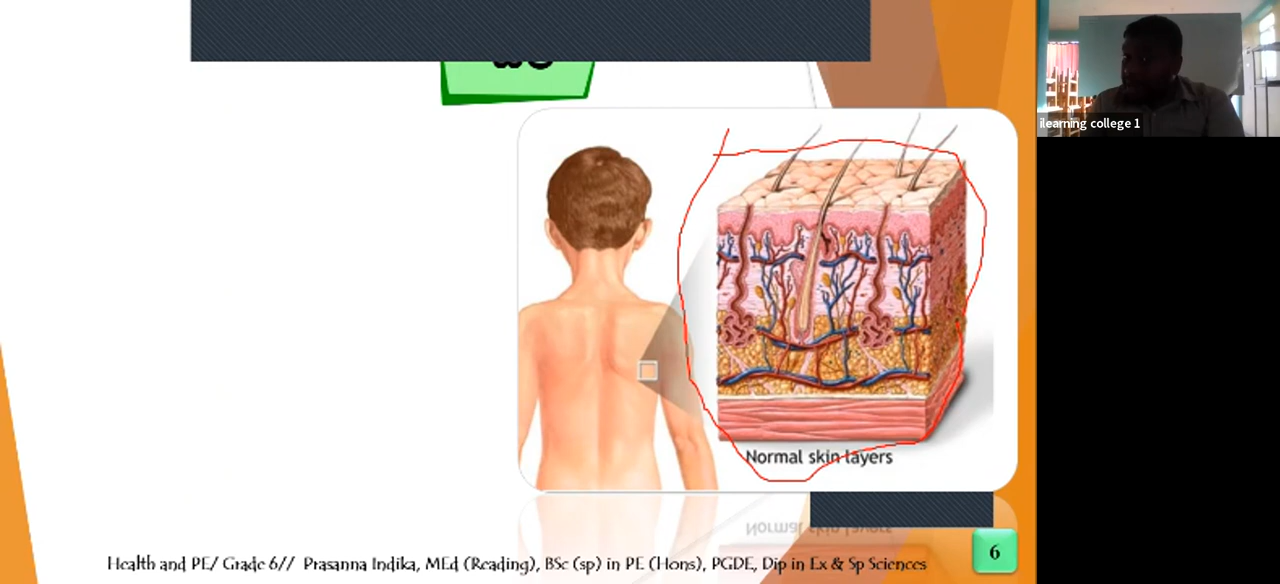 ilearning college 1
Normal skin layers
Health and PE/ Grade 6// Prasanna Indika, MEd (Reading), BSc (sp) in PE (Hons), PGDE, Dip in Ex & Sp Sciences
6